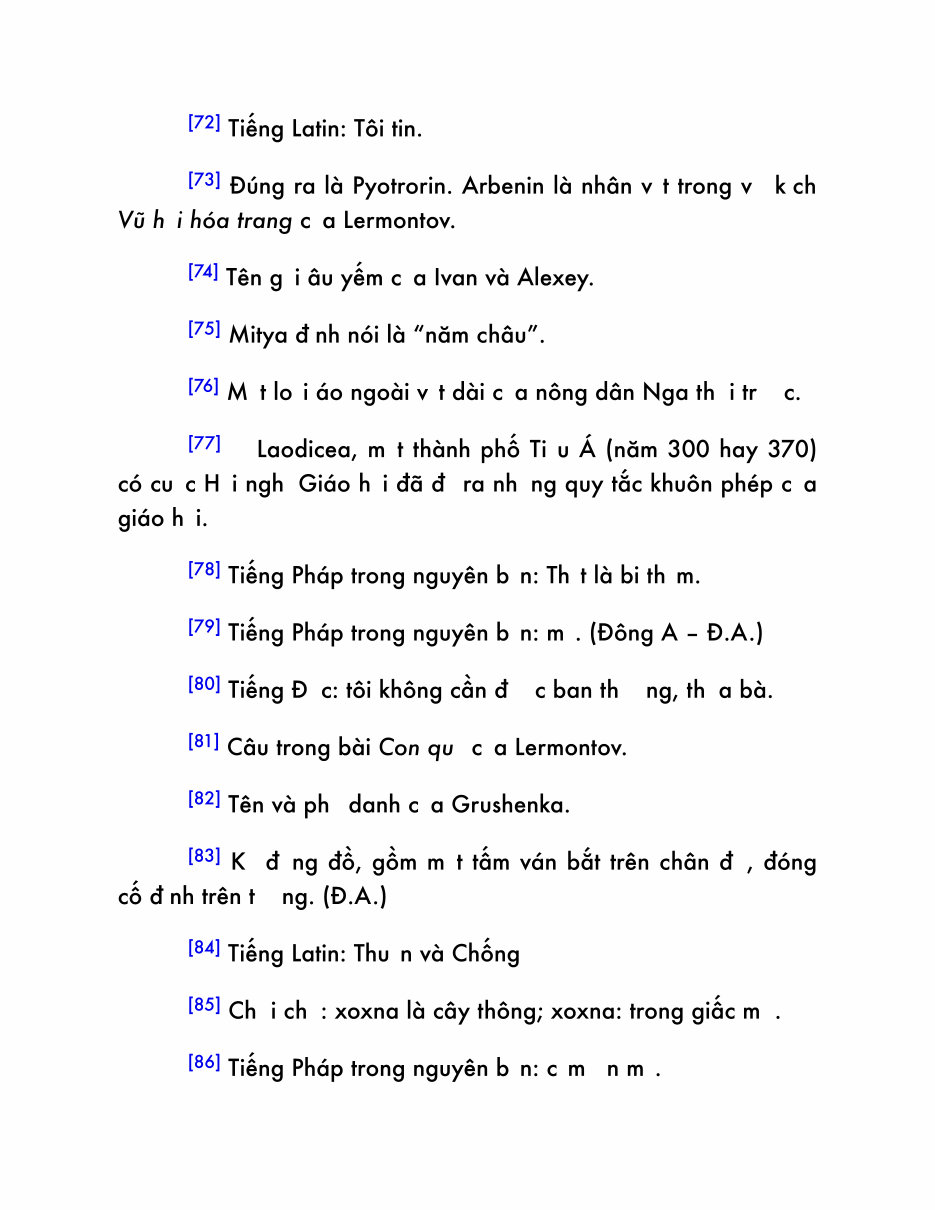 [72] Tiếng Latin: Tôi tin.
[73] Đúng ra là Pyotrorin. Arbenin là nhân v t trong v k ch
Vũ h i hóa trang c a Lermontov.
[74] Tên g i âu yếm c a Ivan và Alexey.
[75] Mitya đ nh nói là “năm châu”.
[76] M t lo i áo ngoài v t dài c a nông dân Nga th i tr c.
[77] Laodicea, m t thành phố Ti u Á (năm 300 hay 370)
có cu c H i ngh Giáo h i đã đ ra nh ng quy tắc khuôn phép c a
giáo h i.
[78] Tiếng Pháp trong nguyên b n: Th t là bi th m.
[79] Tiếng Pháp trong nguyên b n: m . (Đông A – Đ.A.)
[80] Tiếng Đ c: tôi không cần đ c ban th ng, th a bà.
[81] Câu trong bài Con qu c a Lermontov.
[82] Tên và ph danh c a Grushenka.
[83] K đ ng đồ, gồm m t tấm ván bắt trên chân đ , đóng
cố đ nh trên t ng. (Đ.A.)
[84] Tiếng Latin: Thu n và Chống
[85] Ch i ch : xoxna là cây thông; xoxna: trong giấc m .
[86] Tiếng Pháp trong nguyên b n: c m n m .